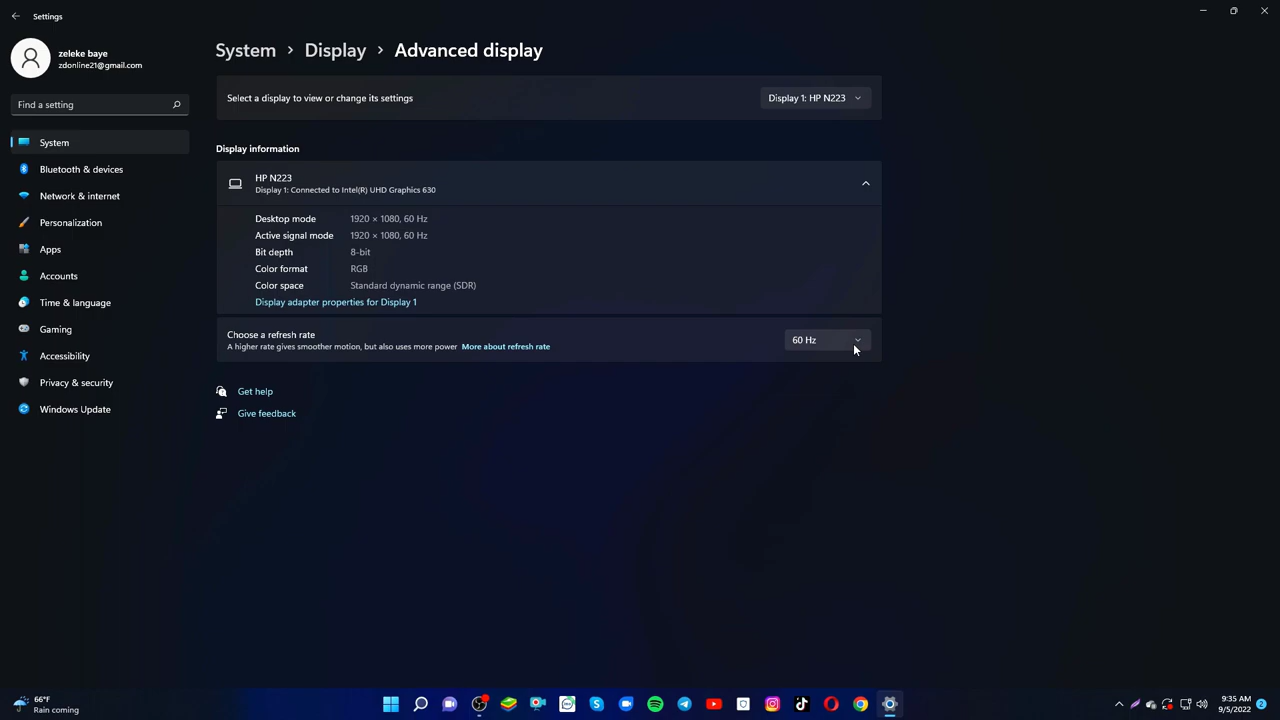 Settings
zeleke baye
zdonline21@gmail.com
Find a setting
System
Bluetooth & devices
Network & internet
Personalization
Apps
Accounts
Time & language
Gaming
Accessibility
Privacy & security
Windows Update
System > Display > Advanced display
Select a display to view or change its settings
Display 1: HP N223
Display information
HP N223
Display 1: Connected to Intel(R) UHD Graphics 630
Desktop mode 1920 × 1080, 60 Hz
Active signal mode 1920 × 1080, 60 Hz
Bit depth 8-bit
Color format RGB
Color space Standard dynamic range (SDR)
Display adapter properties for Display 1
Choose a refresh rate
A higher rate gives smoother motion, but also uses more power More about refresh rate
60 Hz
Get help
Give feedback
66°F
Rain coming
9:35 AM
9/5/2022
2